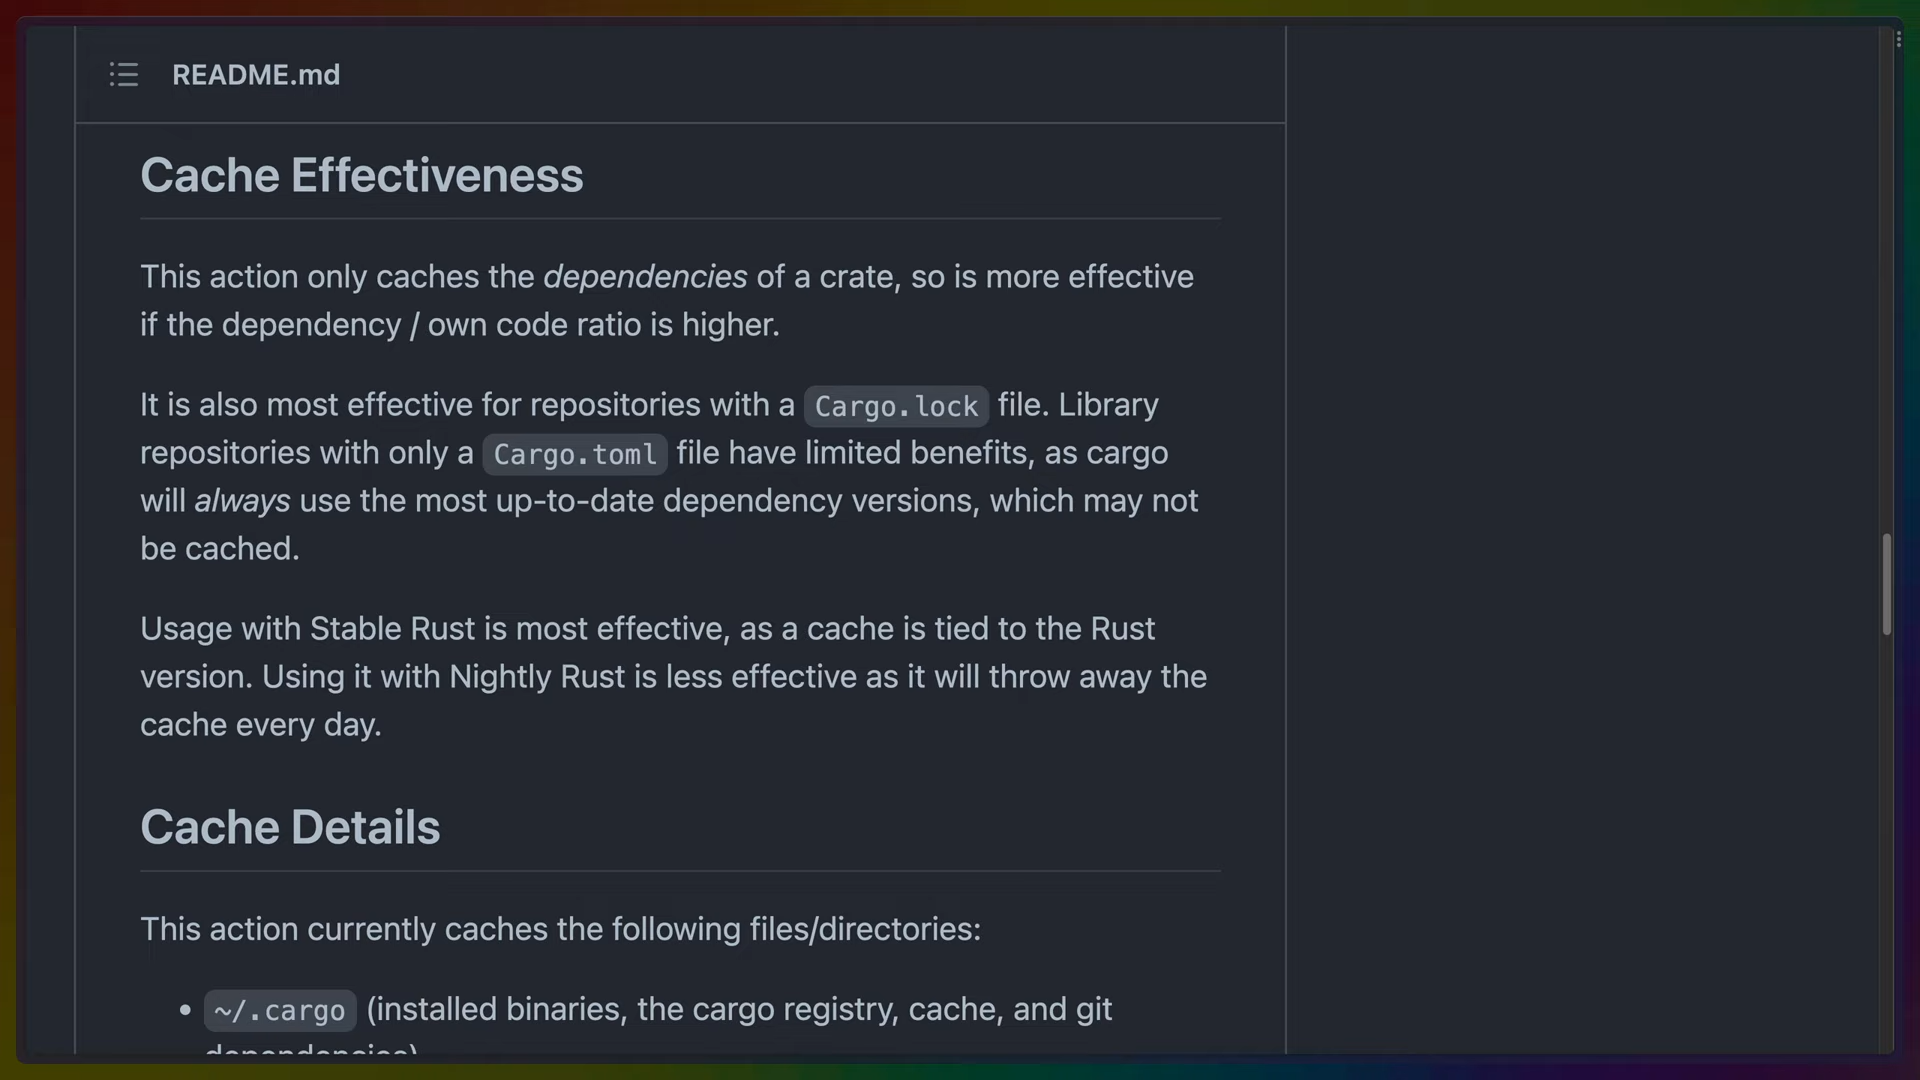 README.md
Cache Effectiveness
This action only caches the dependencies of a crate, so is more effective
if the dependency / own code ratio is higher.
It is also most effective for repositories with a Cargo.lock file. Library
repositories with only a Cargo.toml file have limited benefits, as cargo
will always use the most up-to-date dependency versions, which may not
be cached.
Usage with Stable Rust is most effective, as a cache is tied to the Rust
version. Using it with Nightly Rust is less effective as it will throw away the
cache every day.
Cache Details
This action currently caches the following files/directories:
• ~/.cargo (installed binaries, the cargo registry, cache, and git
dependencies)